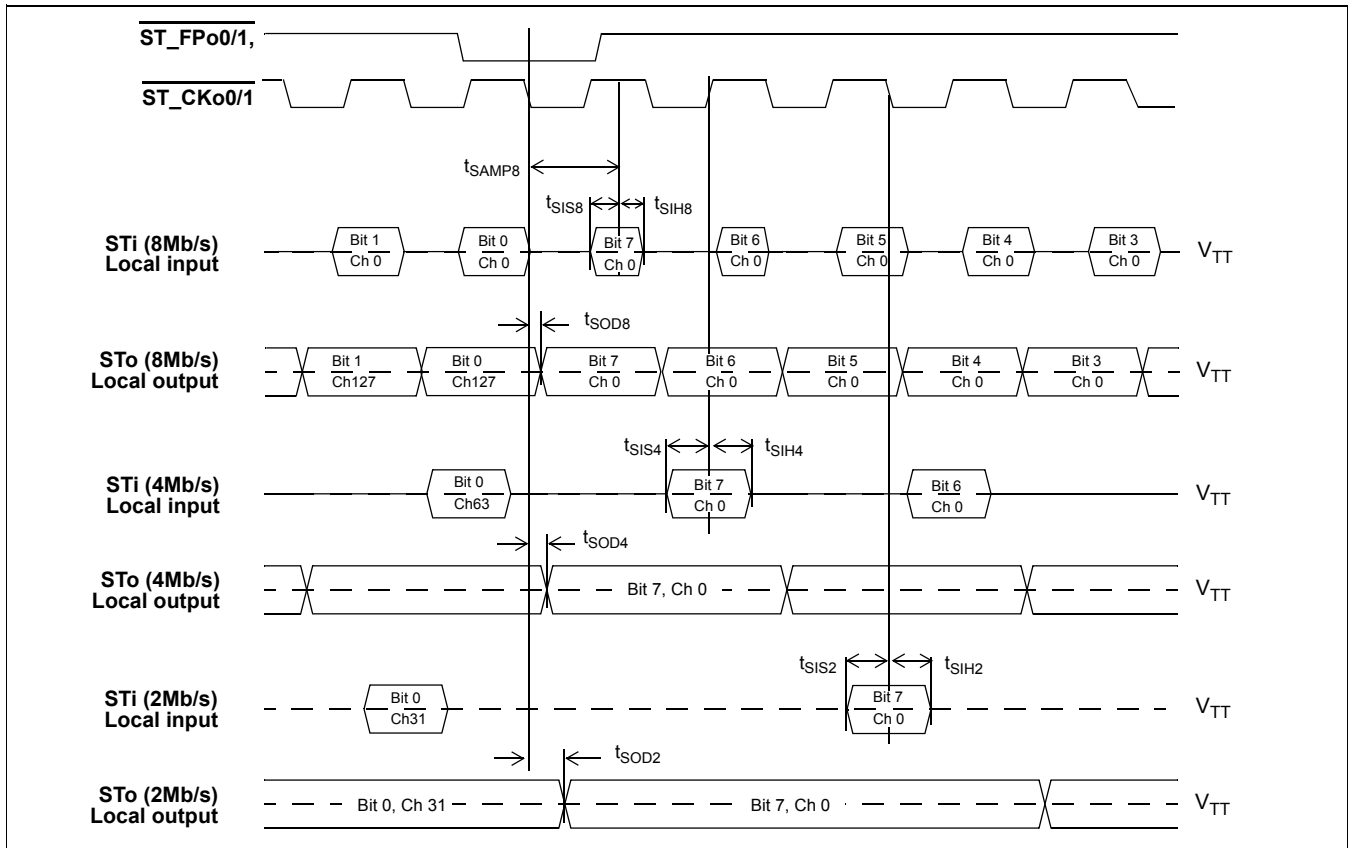 ST_FPo0/1,
ST_CKo0/1
tSAMP8
tSIS8 tSIH8
STi (8Mb/s)
Local input
Bit 1 Bit 0 Bit 7 Bit 6 Bit 5 Bit 4 Bit 3
Ch 0 Ch 0 Ch 0 Ch 0 Ch 0 Ch 0 Ch 0
VTT
tSOD8
STo (8Mb/s)
Local output
Bit 1 Bit 0 Bit 7 Bit 6 Bit 5 Bit 4 Bit 3
Ch127 Ch127 Ch 0 Ch 0 Ch 0 Ch 0 Ch 0
VTT
tSIS4 tSIH4
STi (4Mb/s)
Local input
Bit 0 Bit 7 Bit 6
Ch63 Ch 0 Ch 0
VTT
tSOD4
STo (4Mb/s)
Local output
Bit 7, Ch 0
VTT
tSIS2 tSIH2
STi (2Mb/s)
Local input
Bit 0 Bit 7
Ch31 Ch 0
VTT
tSOD2
STo (2Mb/s)
Local output
Bit 0, Ch 31 Bit 7, Ch 0
VTT